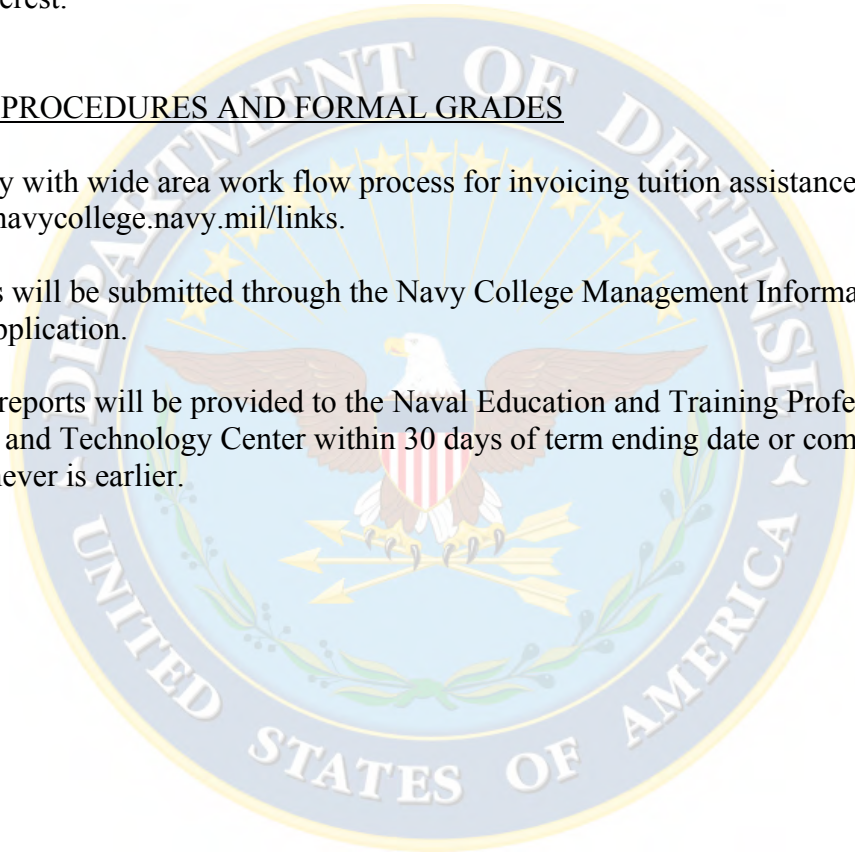 erest.
PROCEDURES AND FORMAL GRADES
y with wide area work flow process for invoicing tuition assistance
navycollege.navy.mil/links.
s will be submitted through the Navy College Management Informa
pplication.
reports will be provided to the Naval Education and Training Profe
and Technology Center within 30 days of term ending date or com
never is earlier.
DEPARTMENT OF DEFENSE
UNITED STATES OF AMERICA